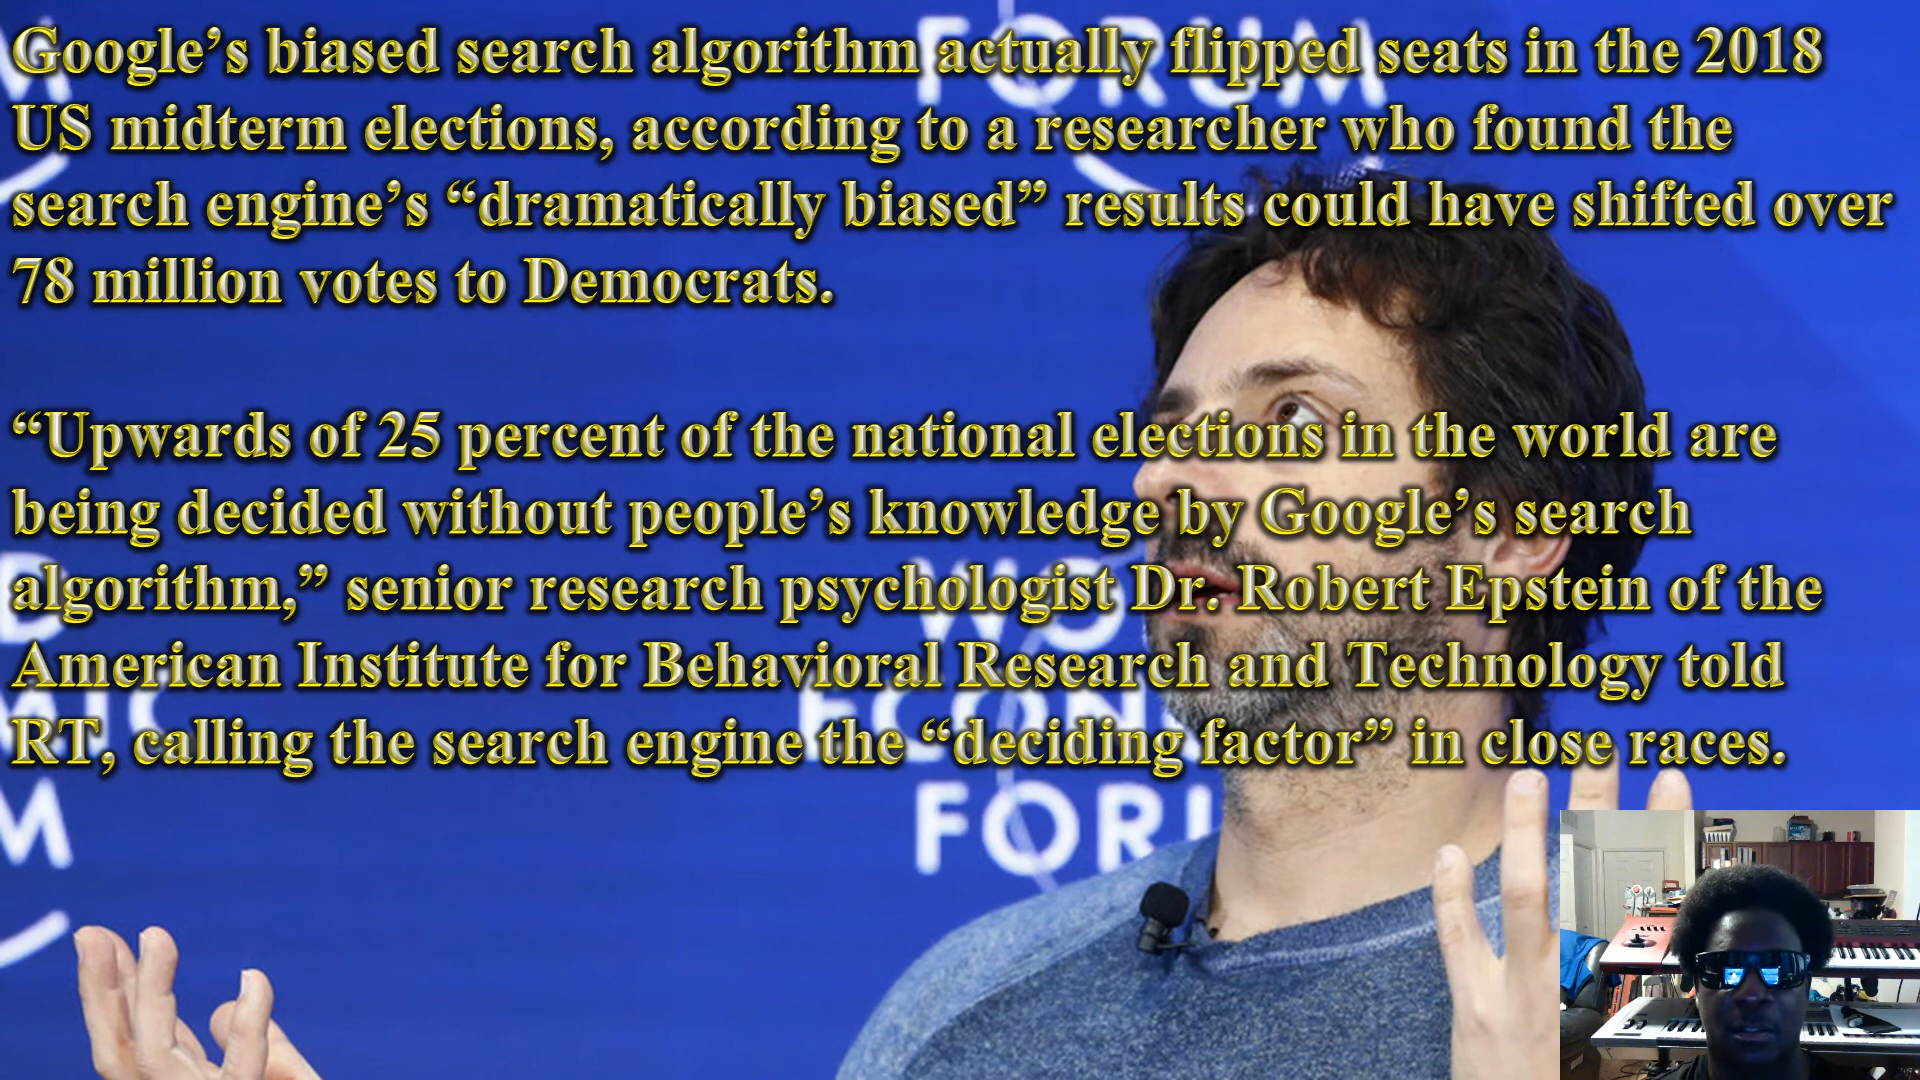 Google’s biased search algorithm actually flipped seats in the 2018
US midterm elections, according to a researcher who found the
search engine’s “dramatically biased” results could have shifted over
78 million votes to Democrats.
“Upwards of 25 percent of the national elections in the world are
being decided without people’s knowledge by Google’s search
algorithm,” senior research psychologist Dr. Robert Epstein of the
American Institute for Behavioral Research and Technology told
RT, calling the search engine the “deciding factor” in close races.
FORUM
FORUM